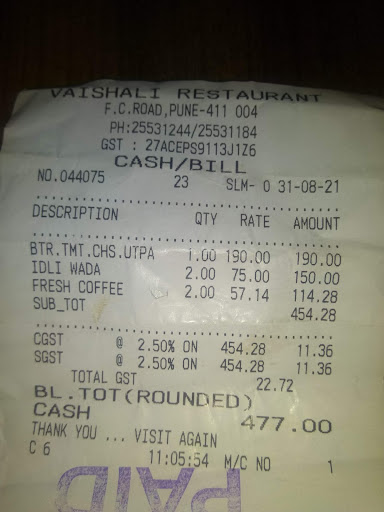 VAISHALI RESTAURANT
F.C.ROAD,PUNE-411 004
PH:25531244/25531184
GST : 27ACEPS9113J1Z6
CASH/BILL
NO.044075 23 SLM- 0 31-08-21
DESCRIPTION QTY RATE AMOUNT
BTR.TMT.CHS.UTPA 1.00 190.00 190.00
IDLI WADA 2.00 75.00 150.00
FRESH COFFEE 2.00 57.14 114.28
SUB_TOT 454.28
CGST @ 2.50% ON 454.28 11.36
SGST @ 2.50% ON 454.28 11.36
TOTAL GST 22.72
BL.TOT(ROUNDED)
CASH 477.00
THANK YOU ... VISIT AGAIN
C 6 11:05:54 M/C NO 1
PAID